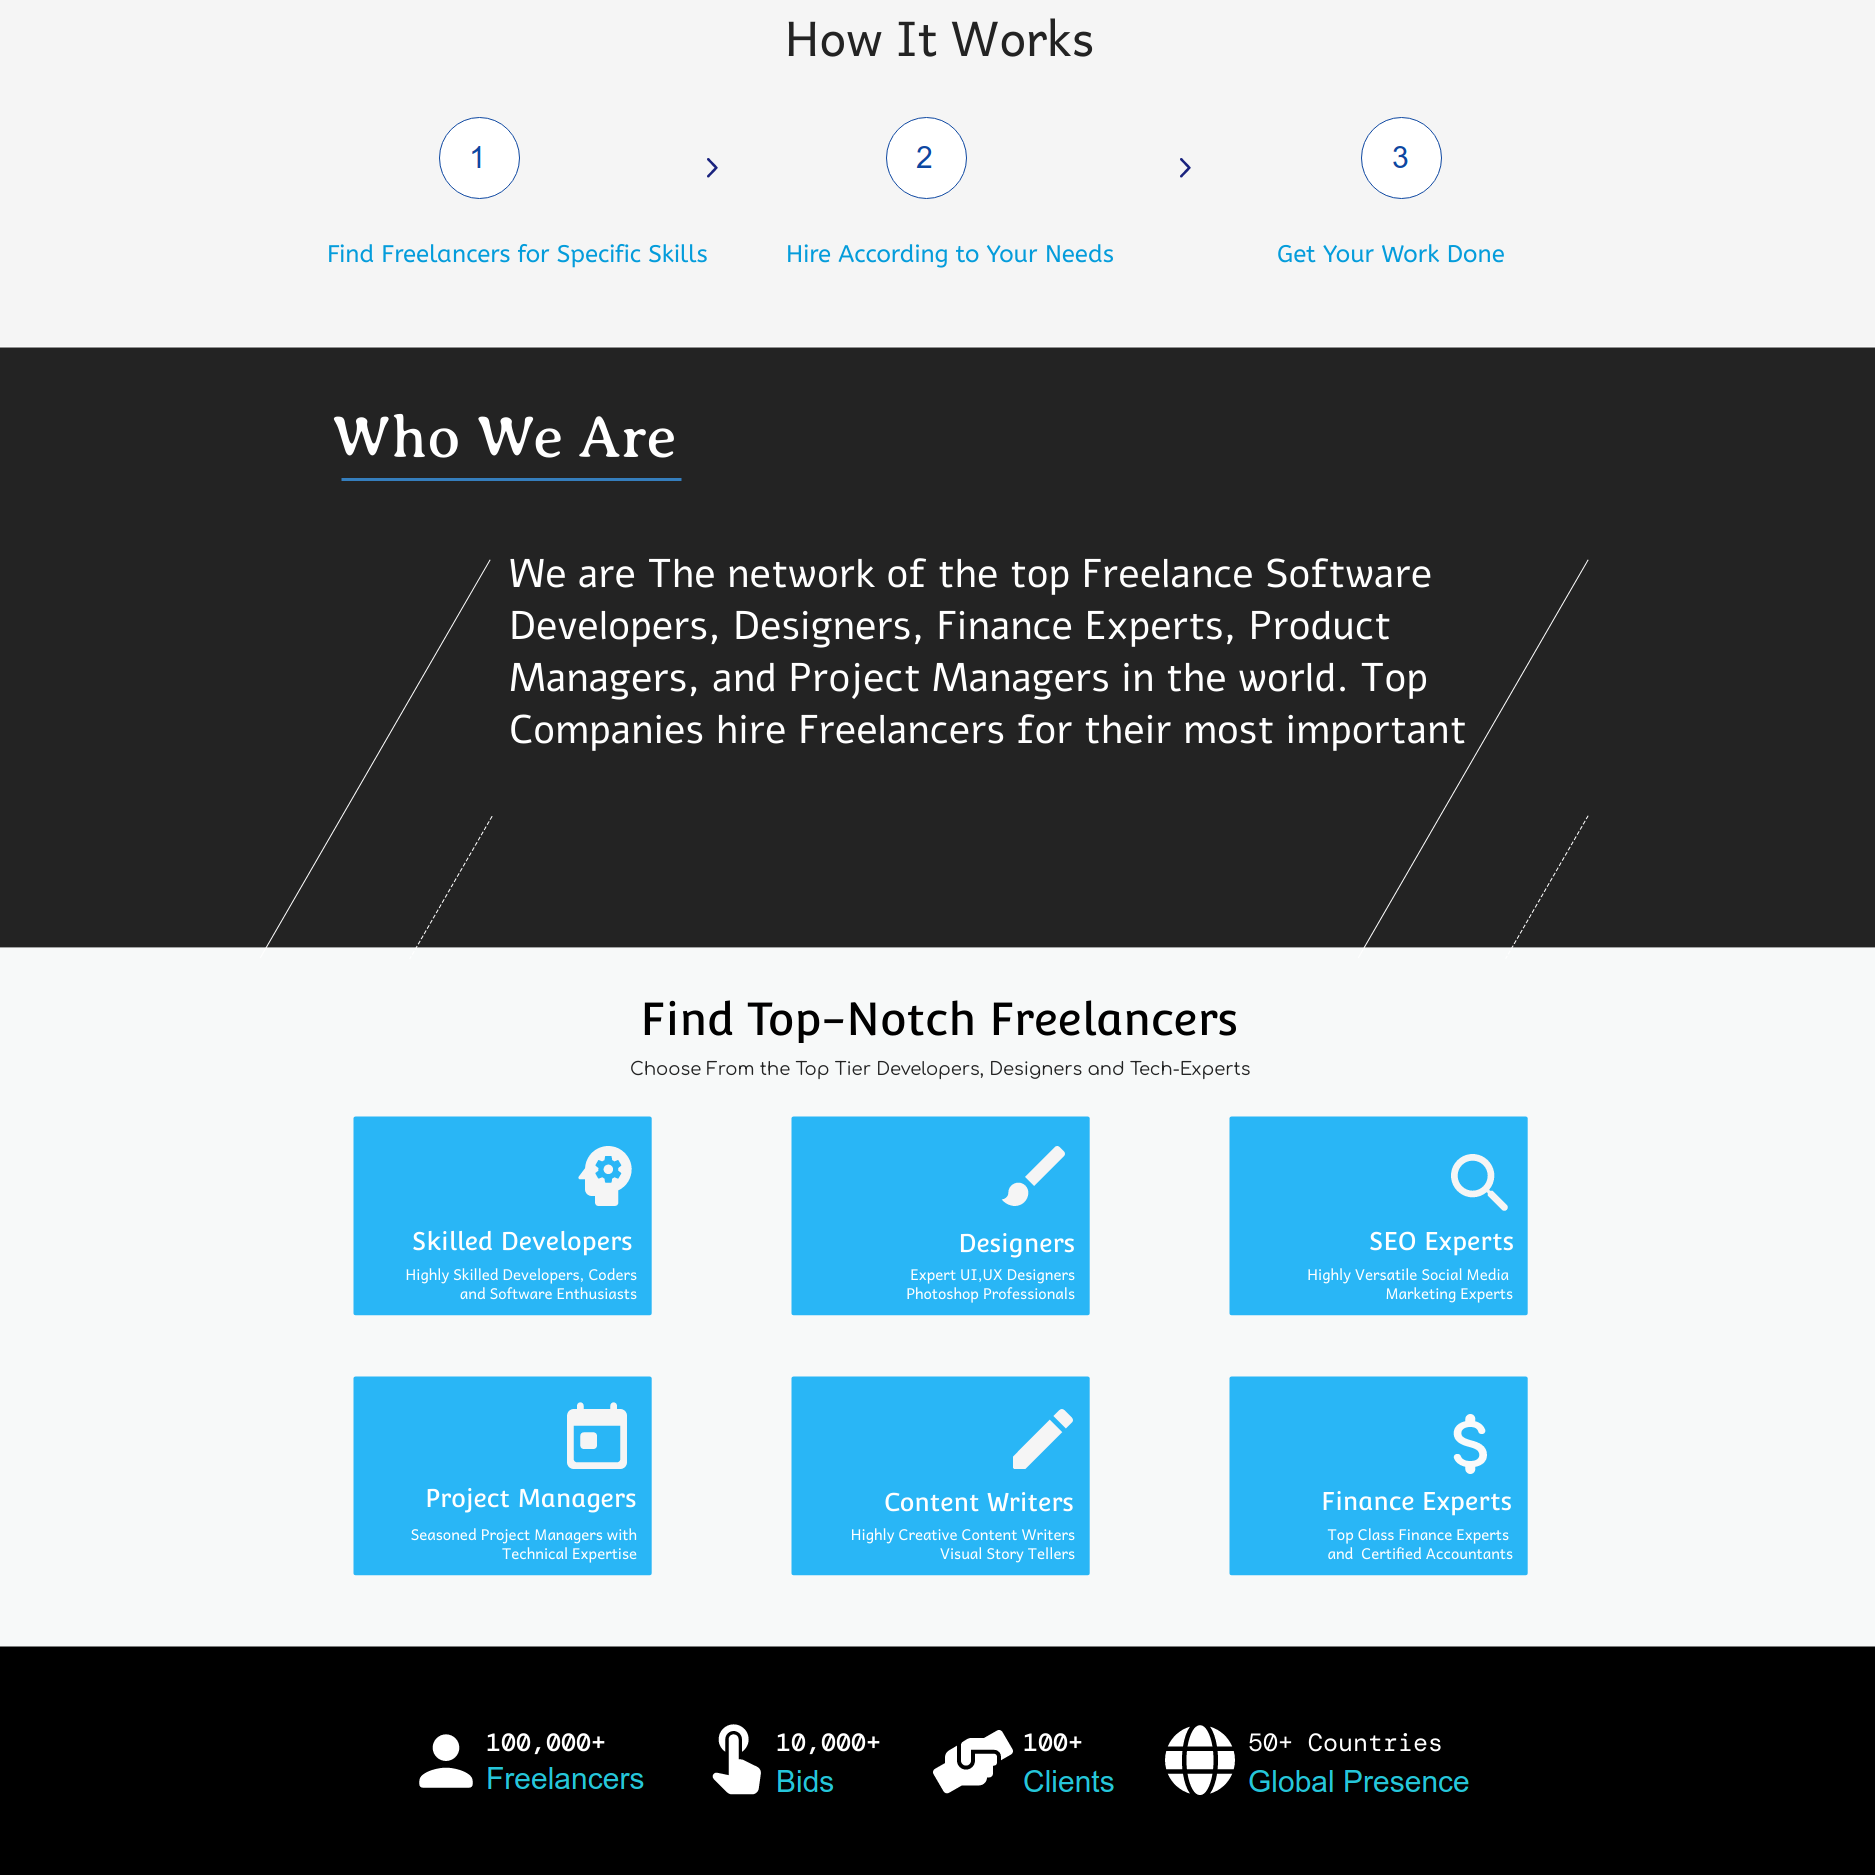 How It Works
1
2
3
Find Freelancers for Specific Skills
Hire According to Your Needs
Get Your Work Done
Who We Are
We are The network of the top Freelance Software
Developers, Designers, Finance Experts, Product
Managers, and Project Managers in the world. Top
Companies hire Freelancers for their most important
Find Top-Notch Freelancers
Choose From the Top Tier Developers, Designers and Tech-Experts
Skilled Developers
Highly Skilled Developers, Coders
and Software Enthusiasts
Designers
Expert UI,UX Designers
Photoshop Professionals
SEO Experts
Highly Versatile Social Media
Marketing Experts
Project Managers
Seasoned Project Managers with
Technical Expertise
Content Writers
Highly Creative Content Writers
Visual Story Tellers
Finance Experts
Top Class Finance Experts
and Certified Accountants
100,000+
Freelancers
10,000+
Bids
100+
Clients
50+ Countries
Global Presence